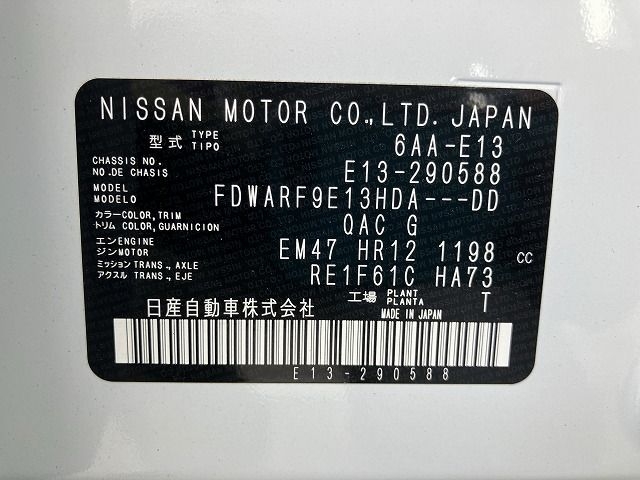 NISSAN MOTOR CO.,LTD. JAPAN
型式 TYPE TIPO 6AA-E13
CHASSIS NO. NO.DE CHASIS E13-290588
MODEL MODELO FDWARF9E13HDA---DD
カラー COLOR,TRIM トリム COLOR,GUARNICION QAC G
エン ENGINE ジン MOTOR EM47 HR12 1198 CC
ミッション TRANS., AXLE アクスル TRANS., EJE RE1F61C HA73
工場 PLANT PLANTA T
日産自動車株式会社 MADE IN JAPAN
E13-290588